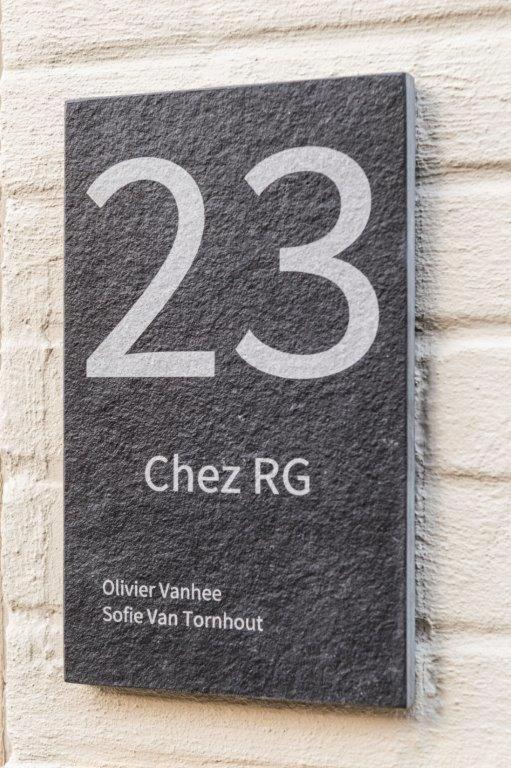 23
Chez RG
Olivier Vanhee
Sofie Van Tornhout